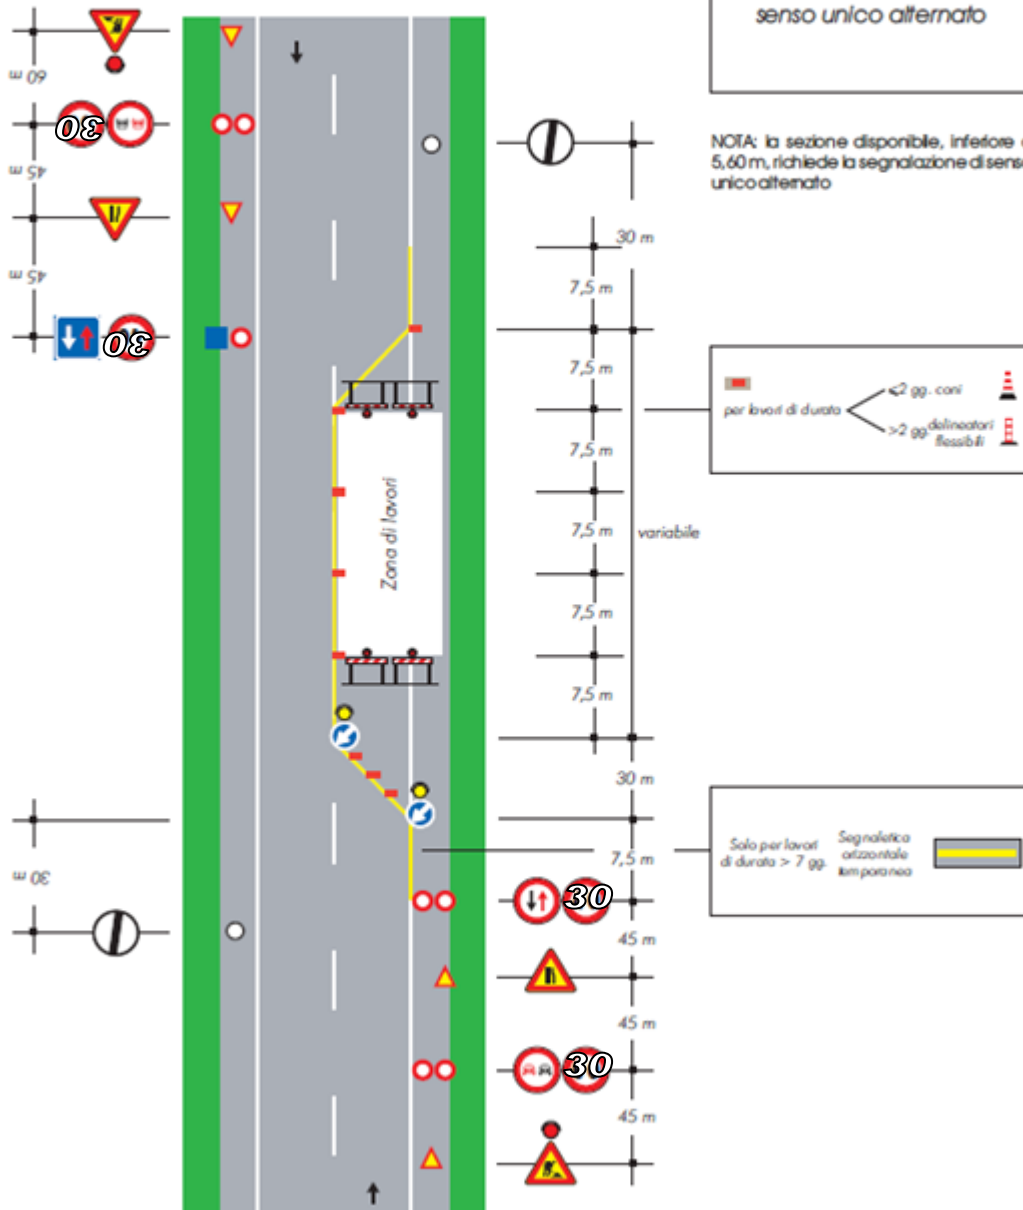 senso unico alternato
NOTA: la sezione disponibile, inferiore
5,60 m, richiede la segnalazione di senso
unico alternato
60 m
30
45 m
45 m
30
30 m
7,5 m
7,5 m
7,5 m
7,5 m
7,5 m
7,5 m
variabile
Zona di lavori
per lavori di durata
<2 gg. coni
>2 gg. delineatori
flessibili
30 m
7,5 m
Solo per lavori
di durata > 7 gg.
Segnaletica
orizzontale
temporanea
30 m
30
45 m
45 m
30
45 m